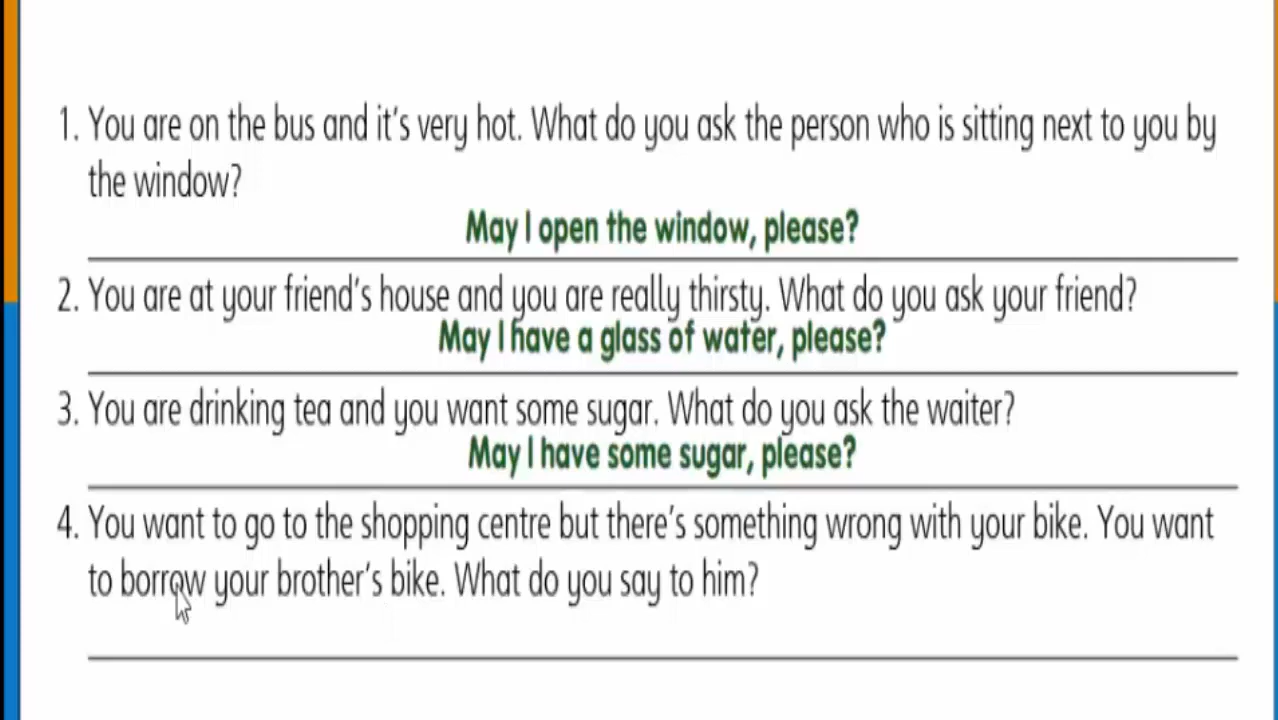 1. You are on the bus and it's very hot. What do you ask the person who is sitting next to you by
the window?
May I open the window, please?
2. You are at your friend's house and you are really thirsty. What do you ask your friend?
May I have a glass of water, please?
3. You are drinking tea and you want some sugar. What do you ask the waiter?
May I have some sugar, please?
4. You want to go to the shopping centre but there's something wrong with your bike. You want
to borrow your brother's bike. What do you say to him?